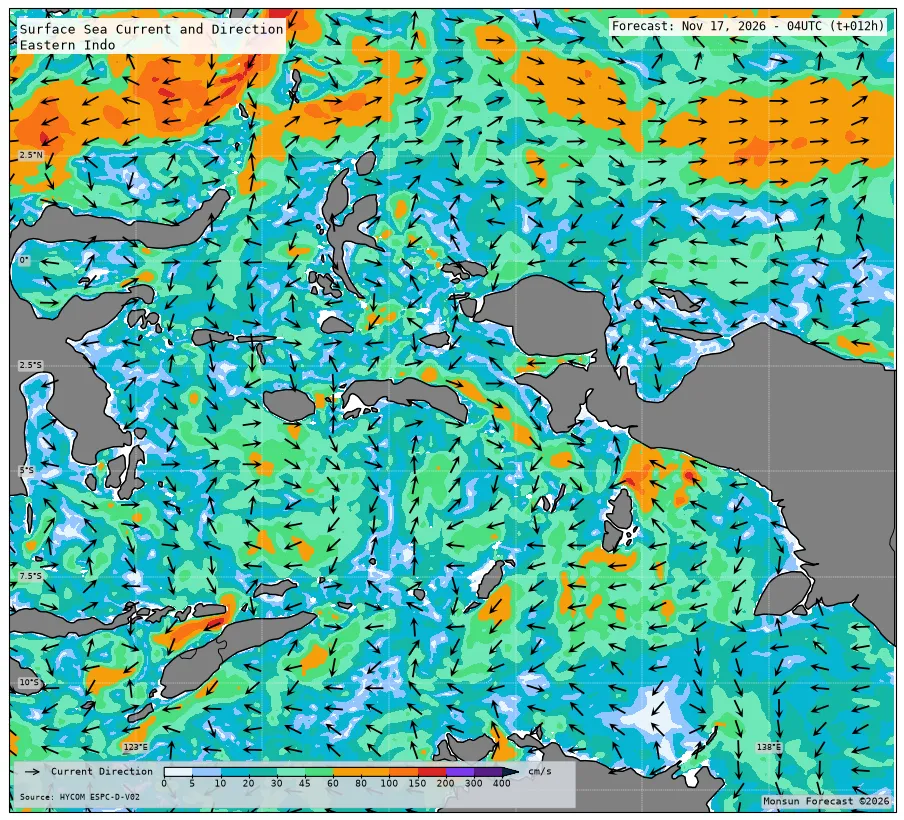 Surface Sea Current and Direction
Eastern Indo
Forecast: Nov 17, 2026 - 04UTC (t+012h)
2.5°N
0°
2.5°S
5°S
7.5°S
10°S
123°E
138°E
Current Direction
cm/s
0 5 10 20 30 45 60 80 100 150 200 300 400
Source: HYCOM ESPC-D-V02
Monsun Forecast ©2026